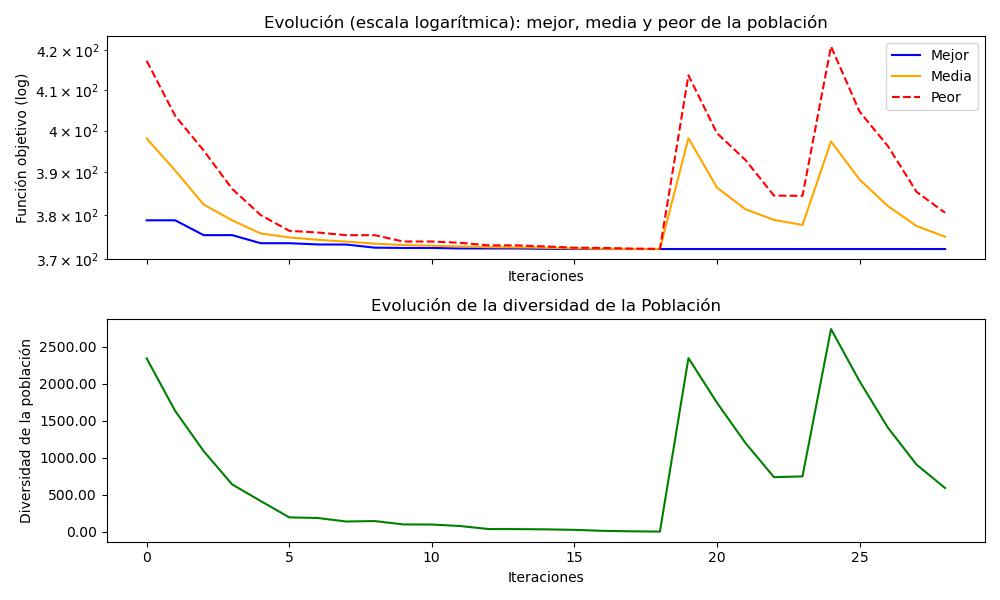 Evolución (escala logarítmica): mejor, media y peor de la población
Función objetivo (log)
4.2 × 10²
4.1 × 10²
4 × 10²
3.9 × 10²
3.8 × 10²
3.7 × 10²
Mejor
Media
Peor
Iteraciones
Evolución de la diversidad de la Población
Diversidad de la población
2500.00
2000.00
1500.00
1000.00
500.00
0.00
0 5 10 15 20 25
Iteraciones